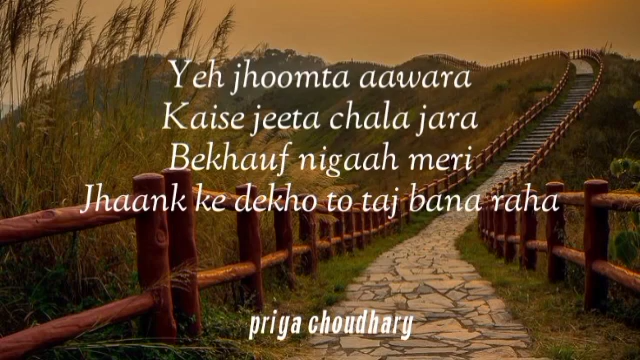 Yeh jhoomta aawara
Kaise jeeta chala jara
Bekhauf nigaah meri
Jhaank ke dekho to taj bana raha
priya choudhary